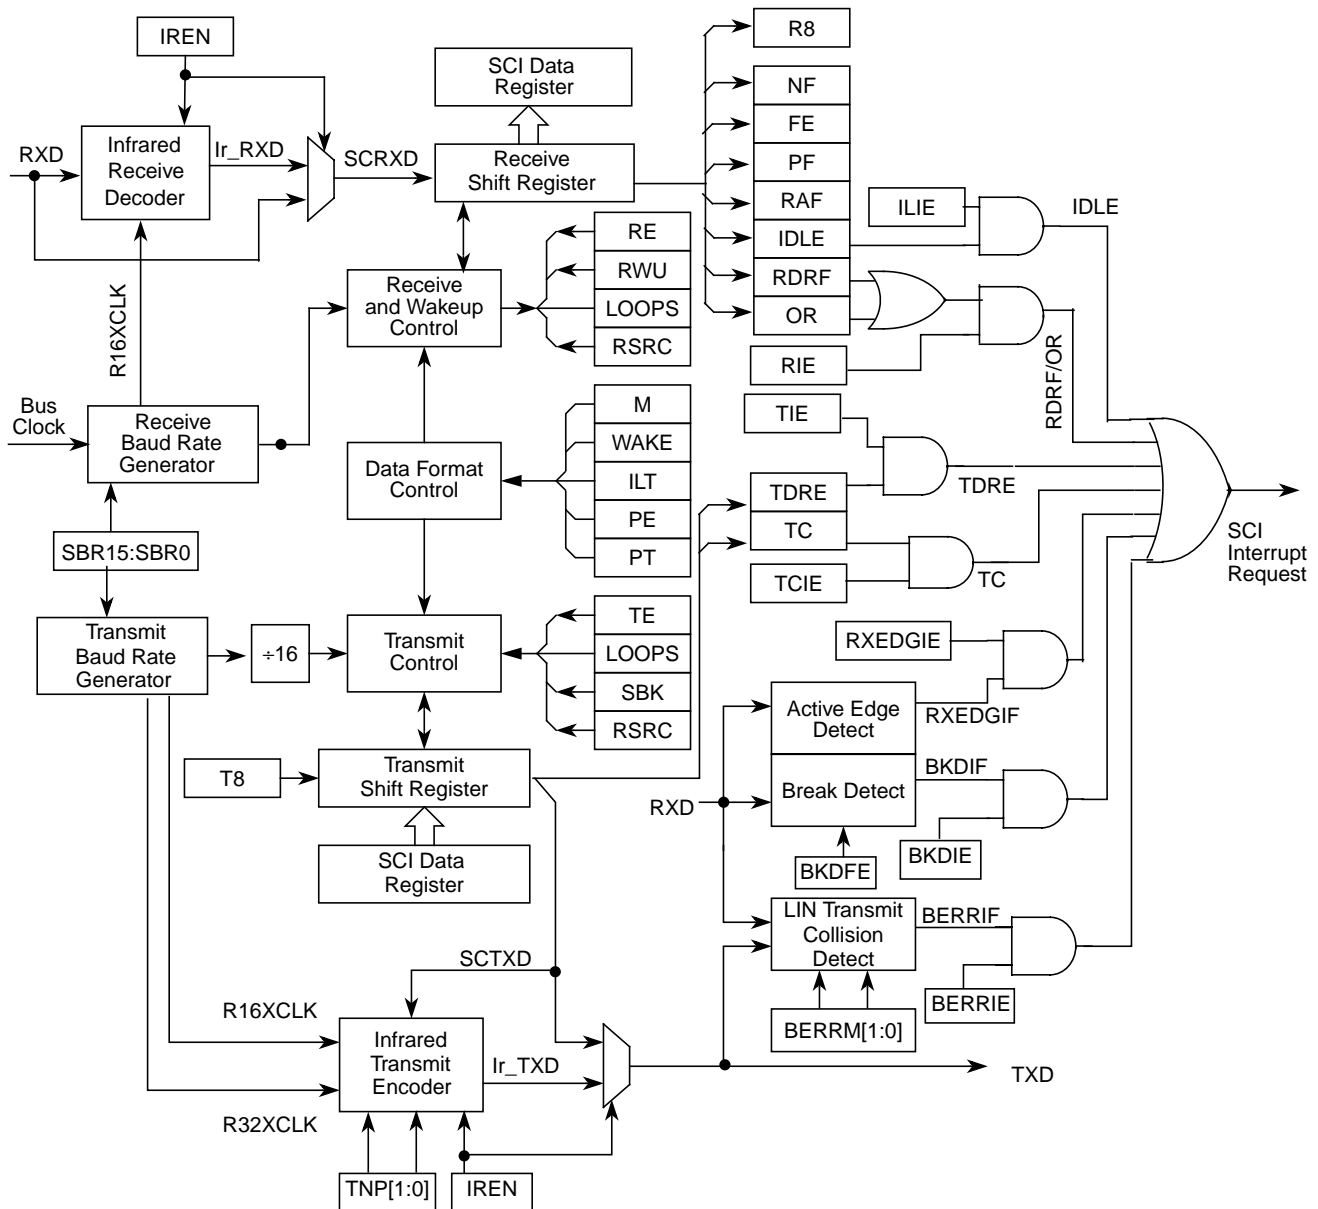 IREN
RXD
Infrared
Receive
Decoder
Ir_RXD
SCRXD
SCI Data
Register
Receive
Shift Register
R8
NF
FE
PF
RAF
IDLE
RDRF
OR
ILIE
IDLE
RIE
RDRF/OR
R16XCLK
Bus
Clock
Receive
Baud Rate
Generator
Receive
and Wakeup
Control
RE
RWU
LOOPS
RSRC
M
WAKE
ILT
PE
PT
Data Format
Control
TIE
TDRE
TC
TCIE
TDRE
TC
SCI
Interrupt
Request
SBR15:SBR0
Transmit
Baud Rate
Generator
÷16
Transmit
Control
TE
LOOPS
SBK
RSRC
RXEDGIE
Active Edge
Detect
RXEDGIF
Break Detect
BKDIF
RXD
BKDFE
BKDIE
T8
Transmit
Shift Register
SCI Data
Register
LIN Transmit
Collision
Detect
BERRIF
BERRIE
BERRM[1:0]
SCTXD
R16XCLK
R32XCLK
Infrared
Transmit
Encoder
Ir_TXD
TXD
TNP[1:0]
IREN